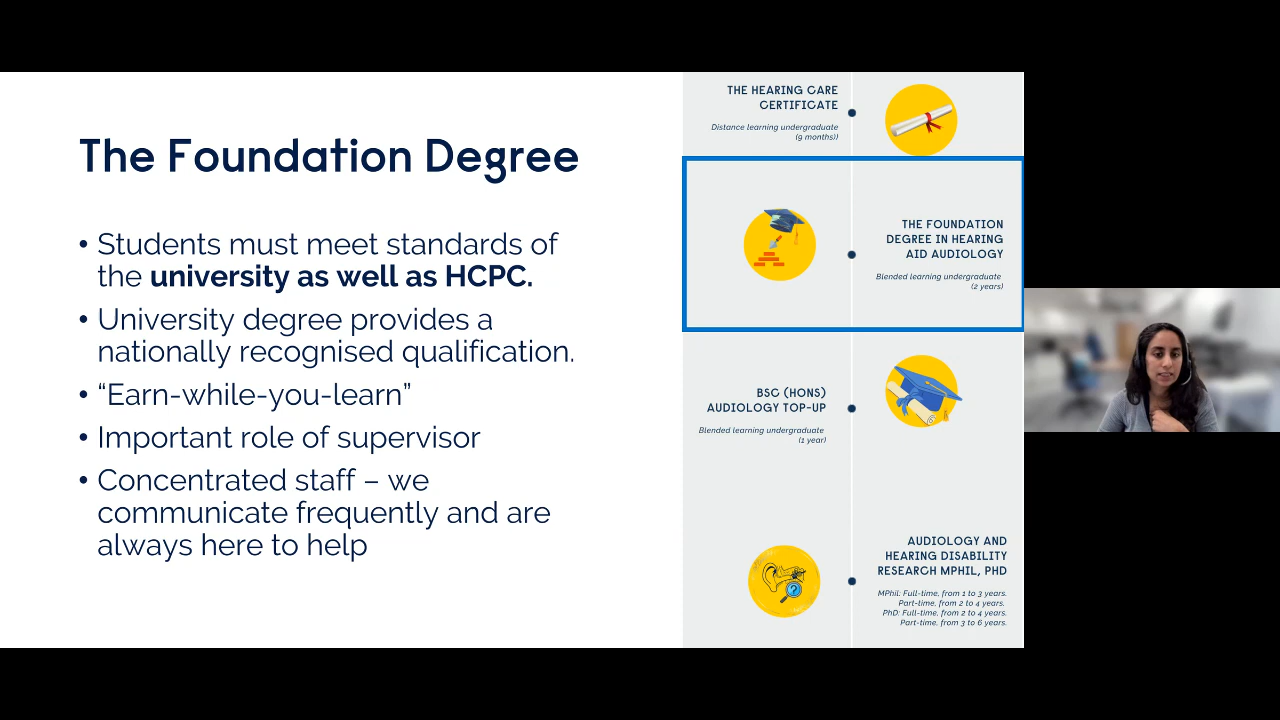 The Foundation Degree
• Students must meet standards of
the university as well as HCPC.
• University degree provides a
nationally recognised qualification.
• “Earn-while-you-learn”
• Important role of supervisor
• Concentrated staff – we
communicate frequently and are
always here to help
THE HEARING CARE
CERTIFICATE
Distance learning undergraduate
(9 months))
THE FOUNDATION
DEGREE IN HEARING
AID AUDIOLOGY
Blended learning undergraduate
(2 years)
BSC (HONS)
AUDIOLOGY TOP-UP
Blended learning undergraduate
(1 year)
AUDIOLOGY AND
HEARING DISABILITY
RESEARCH MPHIL, PHD
MPhil: Full-time, from 1 to 3 years.
Part-time, from 2 to 4 years.
PhD: Full-time, from 2 to 4 years.
Part-time, from 3 to 6 years.